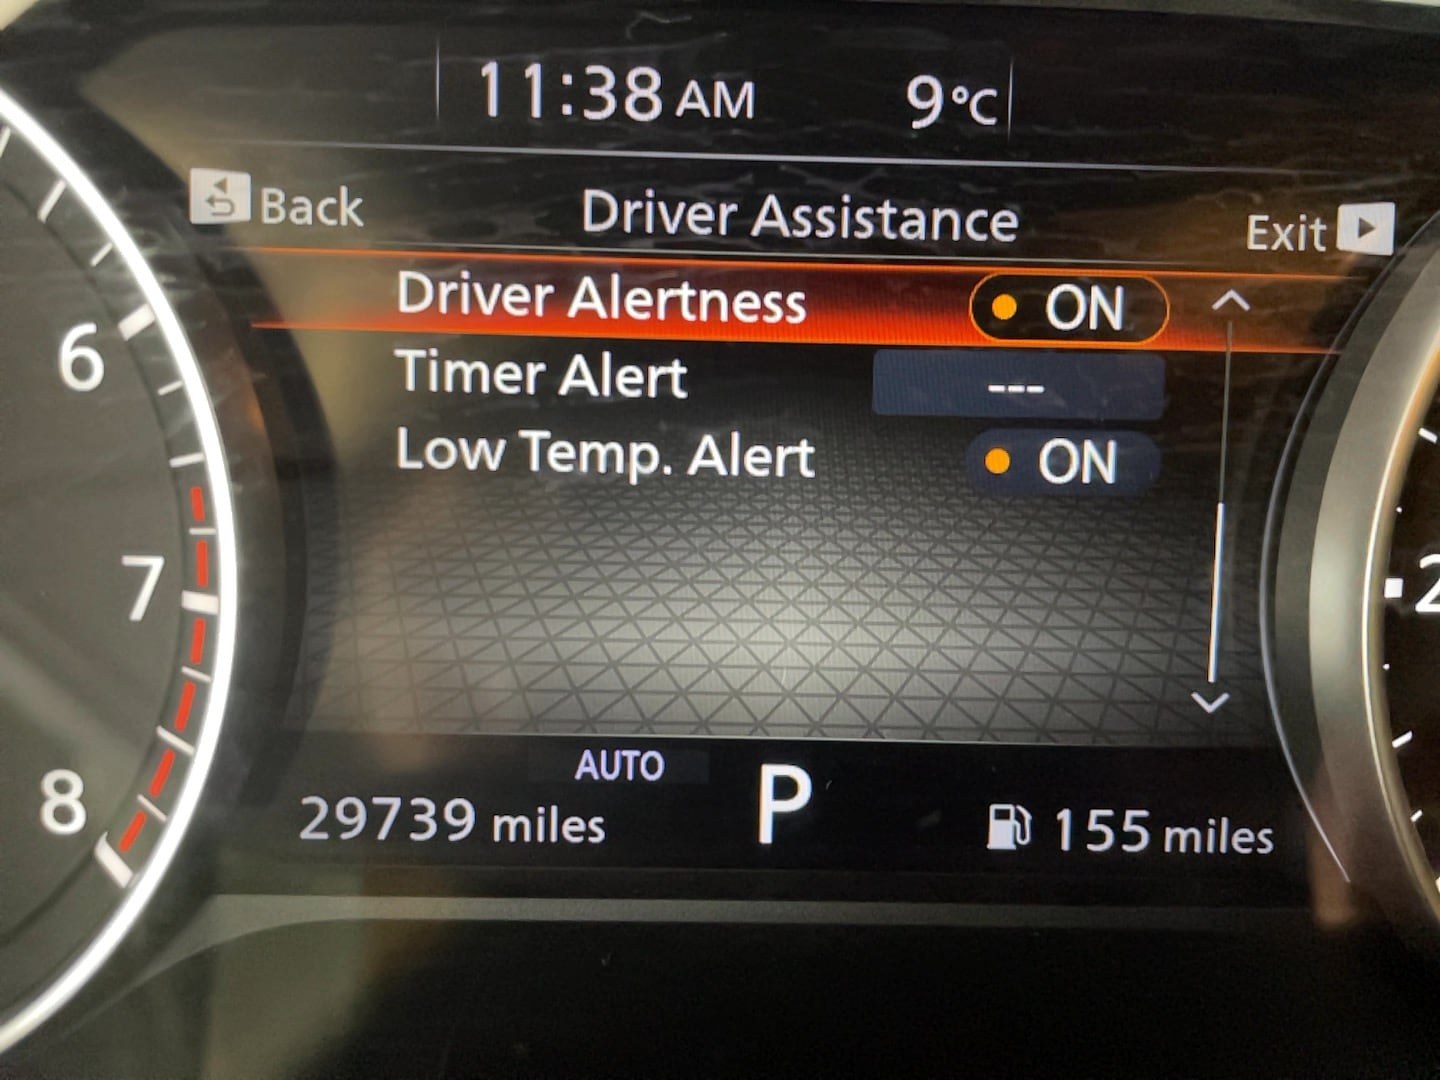 11:38 AM 9°C
Back Driver Assistance Exit
Driver Alertness ON
Timer Alert ---
Low Temp. Alert ON
6
7
8
2
AUTO
29739 miles P 155 miles